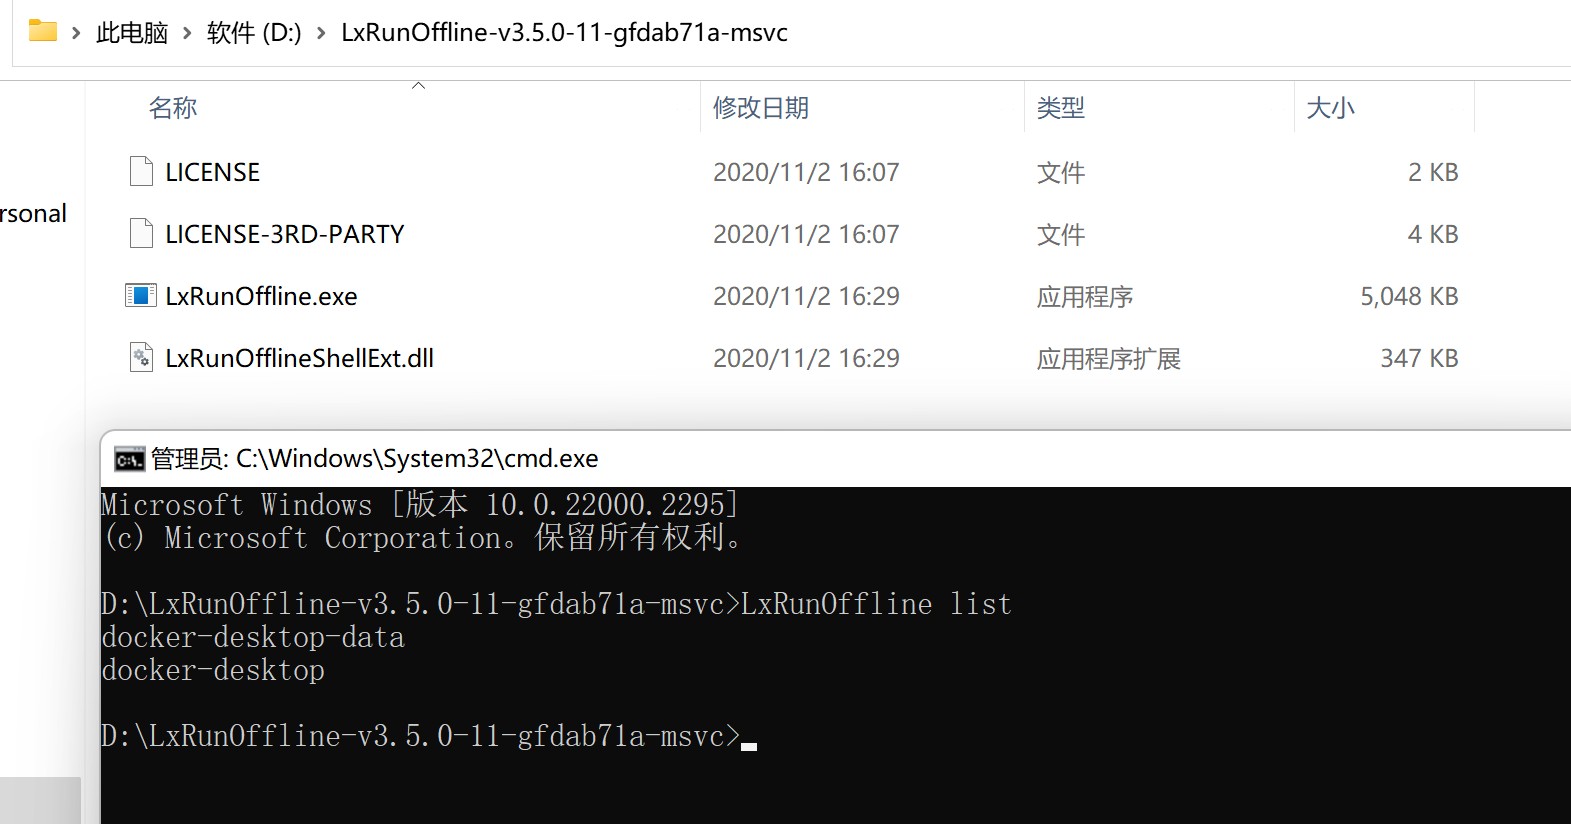 此电脑 > 软件 (D:) > LxRunOffline-v3.5.0-11-gfdab71a-msvc
名称 修改日期 类型 大小
LICENSE 2020/11/2 16:07 文件 2 KB
rsonal
LICENSE-3RD-PARTY 2020/11/2 16:07 文件 4 KB
LxRunOffline.exe 2020/11/2 16:29 应用程序 5,048 KB
LxRunOfflineShellExt.dll 2020/11/2 16:29 应用程序扩展 347 KB
管理员: C:\Windows\System32\cmd.exe
Microsoft Windows [版本 10.0.22000.2295]
(c) Microsoft Corporation。保留所有权利。
D:\LxRunOffline-v3.5.0-11-gfdab71a-msvc>LxRunOffline list
docker-desktop-data
docker-desktop
D:\LxRunOffline-v3.5.0-11-gfdab71a-msvc>